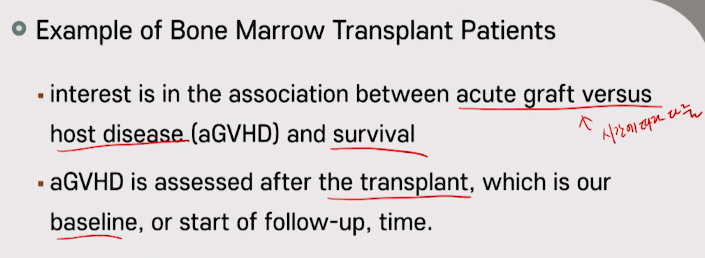 Example of Bone Marrow Transplant Patients
interest is in the association between acute graft versus
host disease (aGVHD) and survival
시간에 따라 다름
aGVHD is assessed after the transplant, which is our
baseline, or start of follow-up, time.